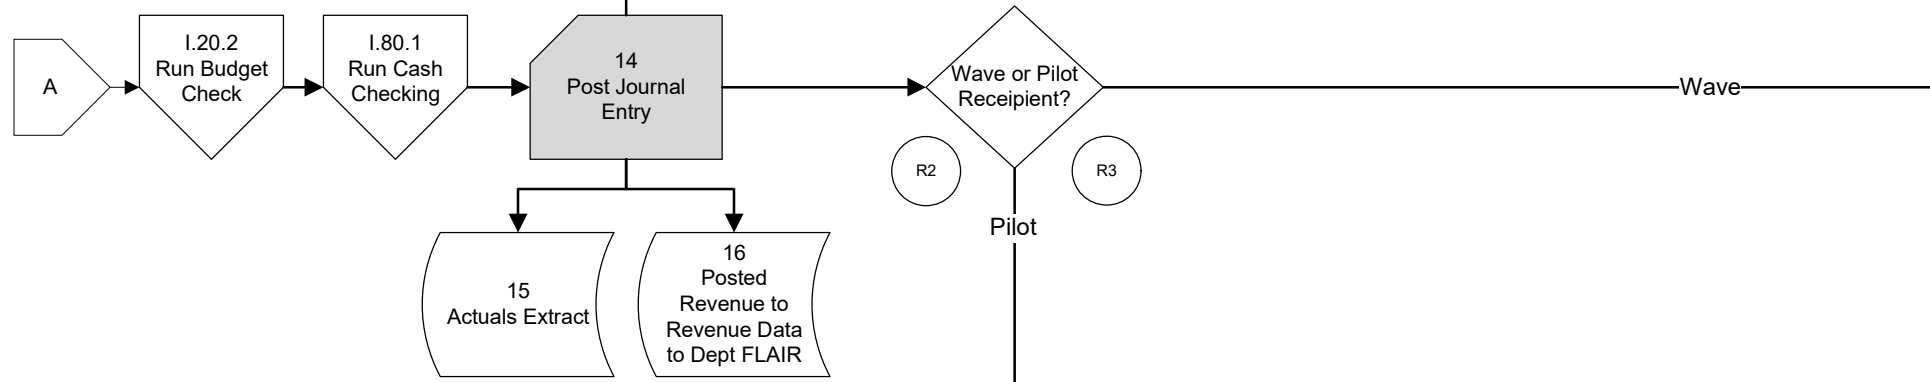 A
I.20.2
Run Budget
Check
I.80.1
Run Cash
Checking
14
Post Journal
Entry
Wave or Pilot
Receipient?
Wave
R2
R3
Pilot
15
Actuals Extract
16
Posted
Revenue to
Revenue Data
to Dept FLAIR